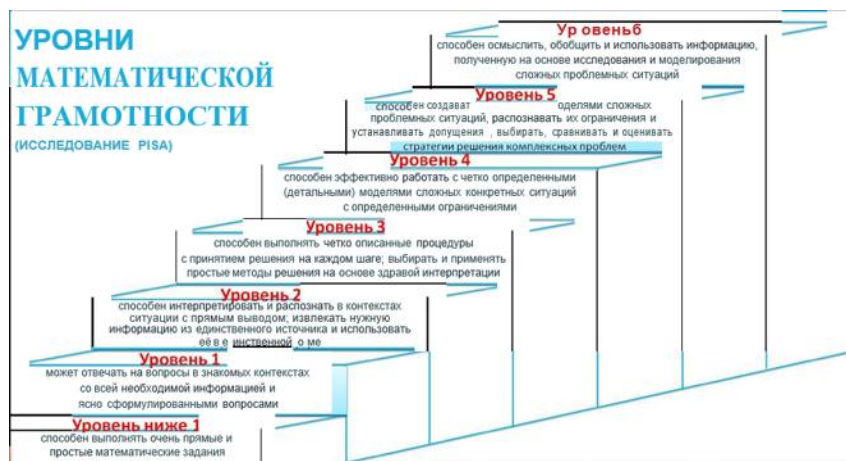 УРОВНИ
МАТЕМАТИЧЕСКОЙ
ГРАМОТНОСТИ
(ИССЛЕДОВАНИЕ PISA)
Ур овень6
способен осмыслить, обобщить и использовать информацию,
полученную на основе исследования и моделирования
сложных проблемных ситуаций
Уровень 5
способен создават оделями сложных
проблемных ситуаций, распознавать их ограничения и
устанавливать допущения , выбирать, сравнивать и оценивать
стратегии решения комплексных проблем
Уровень 4
способен эффективно работать с четко определенными
(детальными) моделями сложных конкретных ситуаций
с определенными ограничениями
Уровень 3
способен выполнять четко описанные процедуры
с принятием решения на каждом шаге; выбирать и применять
простые методы решения на основе здравой интерпретации
Уровень 2
способен интерпретировать и распознать в контекстах
ситуации с прямым выводом; извлекать нужную
информацию из единственного источника и использовать
её в е инственной о ме
Уровень 1
может отвечать на вопросы в знакомых контекстах
со всей необходимой информацией и
ясно сформулированными вопросами
Уровень ниже 1
способен выполнять очень прямые и
простые математические задания